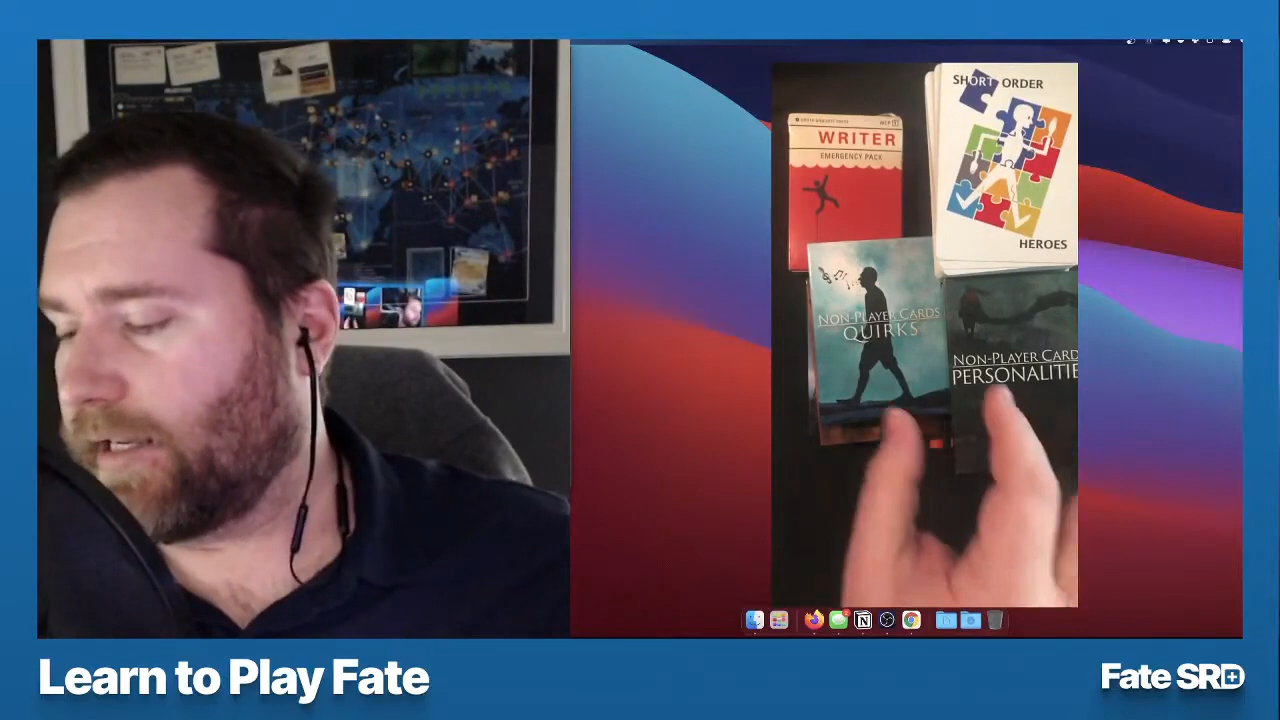 SHORT ORDER
HEROES
WRITER
EMERGENCY PACK
NON-PLAYER CARDS
QUIRKS
NON-PLAYER CARD
PERSONALITIE
Learn to Play Fate
Fate SRD